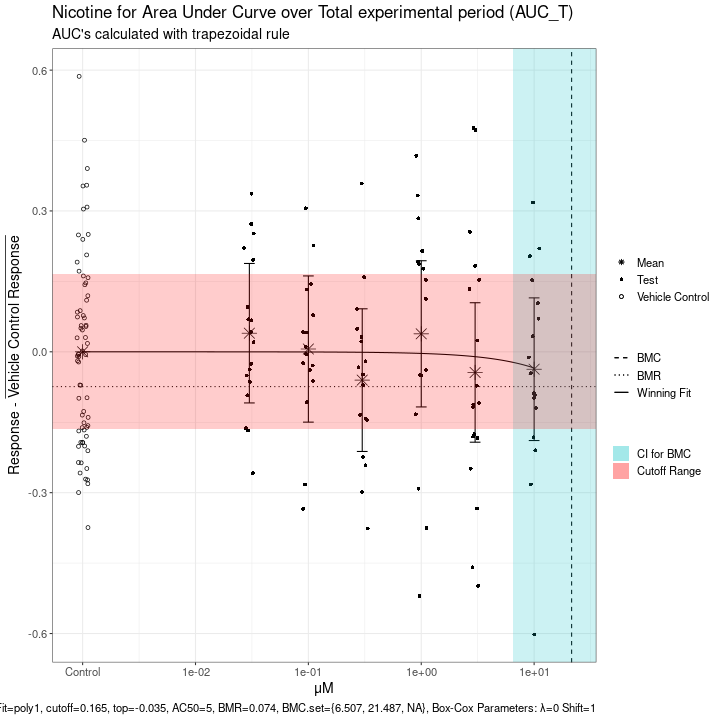 Nicotine for Area Under Curve over Total experimental period (AUC_T)
AUC's calculated with trapezoidal rule
Response - Vehicle Control Response
0.6
0.3
0.0
-0.3
-0.6
Control
1e-02
1e-01
1e+00
1e+01
μM
Mean
Test
Vehicle Control
BMC
BMR
Winning Fit
CI for BMC
Cutoff Range
Fit=poly1, cutoff=0.165, top=-0.035, AC50=5, BMR=0.074, BMC.set={6.507, 21.487, NA}, Box-Cox Parameters: λ=0 Shift=1